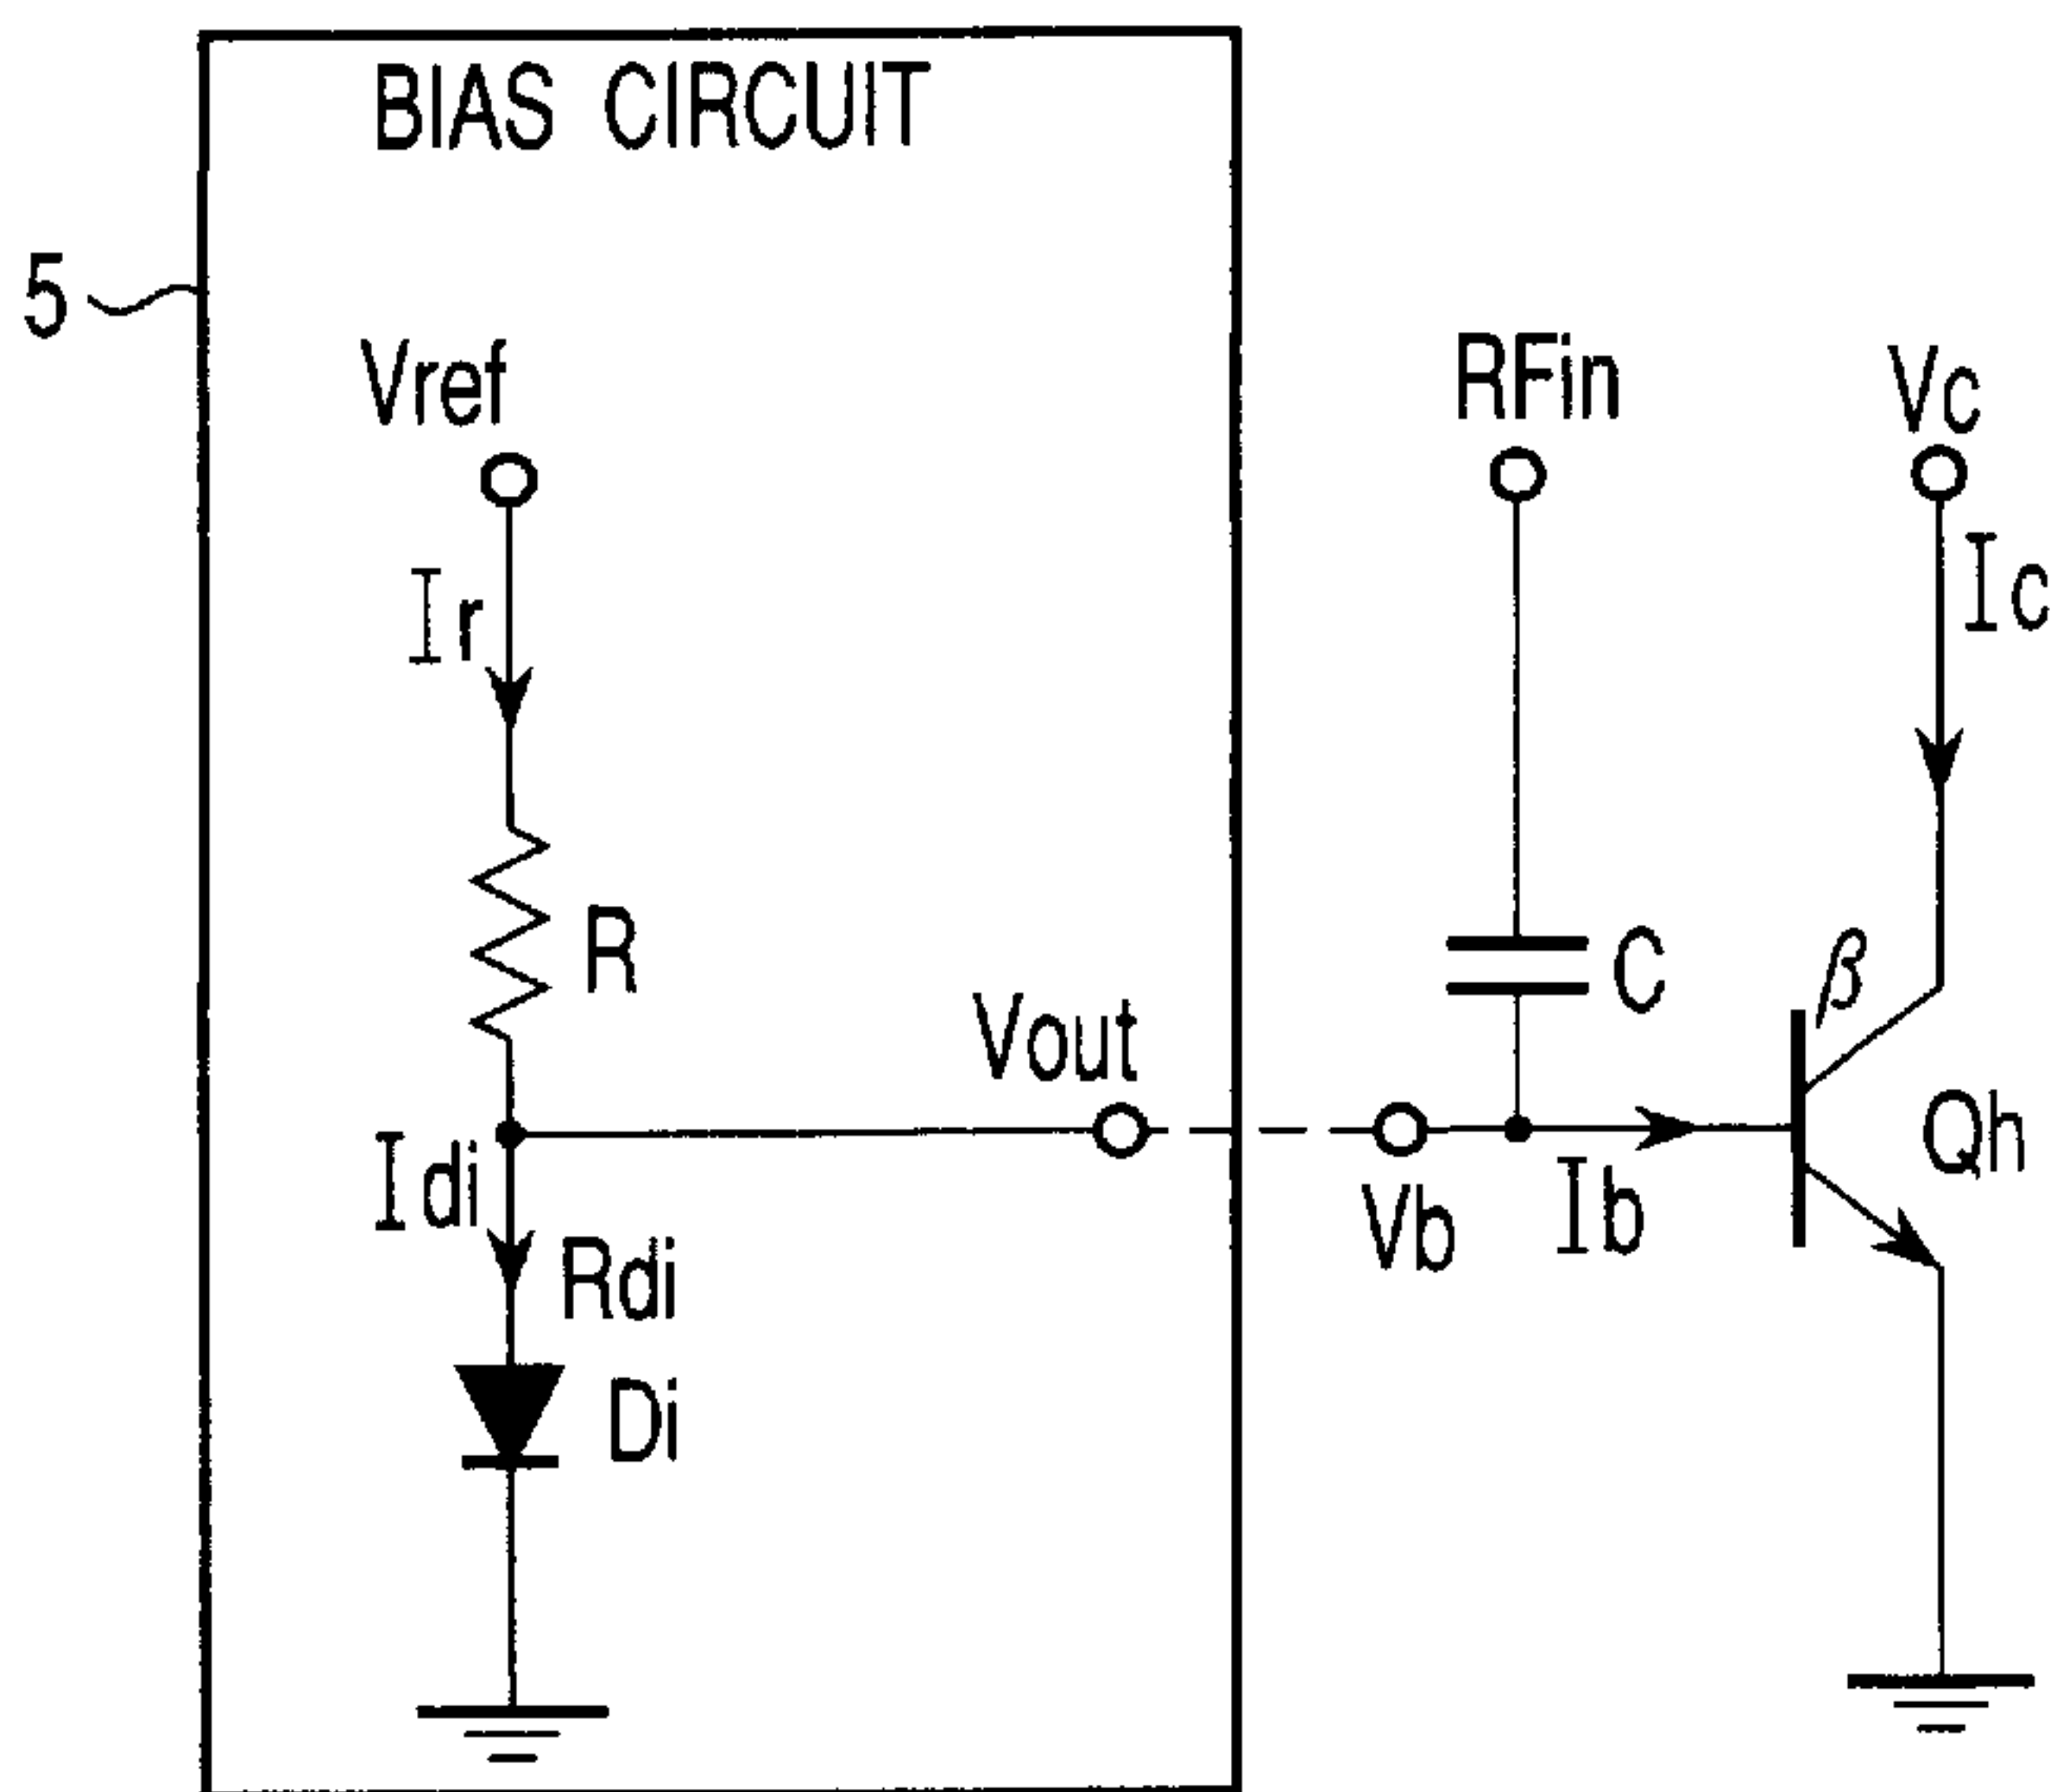 BIAS CIRCUIT
5
Vref
RFin
Vc
Ir
Ic
R
C
β
Vout
Qh
Idi
Vb
Ib
Rdi
Di